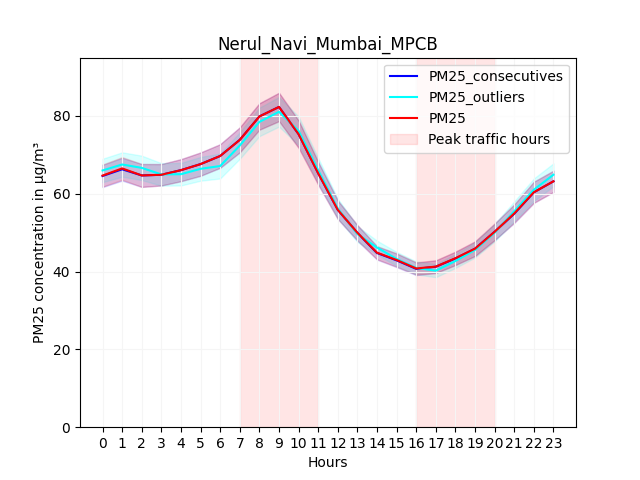 Nerul_Navi_Mumbai_MPCB
PM25_consecutives
PM25_outliers
PM25
Peak traffic hours
PM25 concentration in µg/m³
80
60
40
20
0
0 1 2 3 4 5 6 7 8 9 10 11 12 13 14 15 16 17 18 19 20 21 22 23
Hours